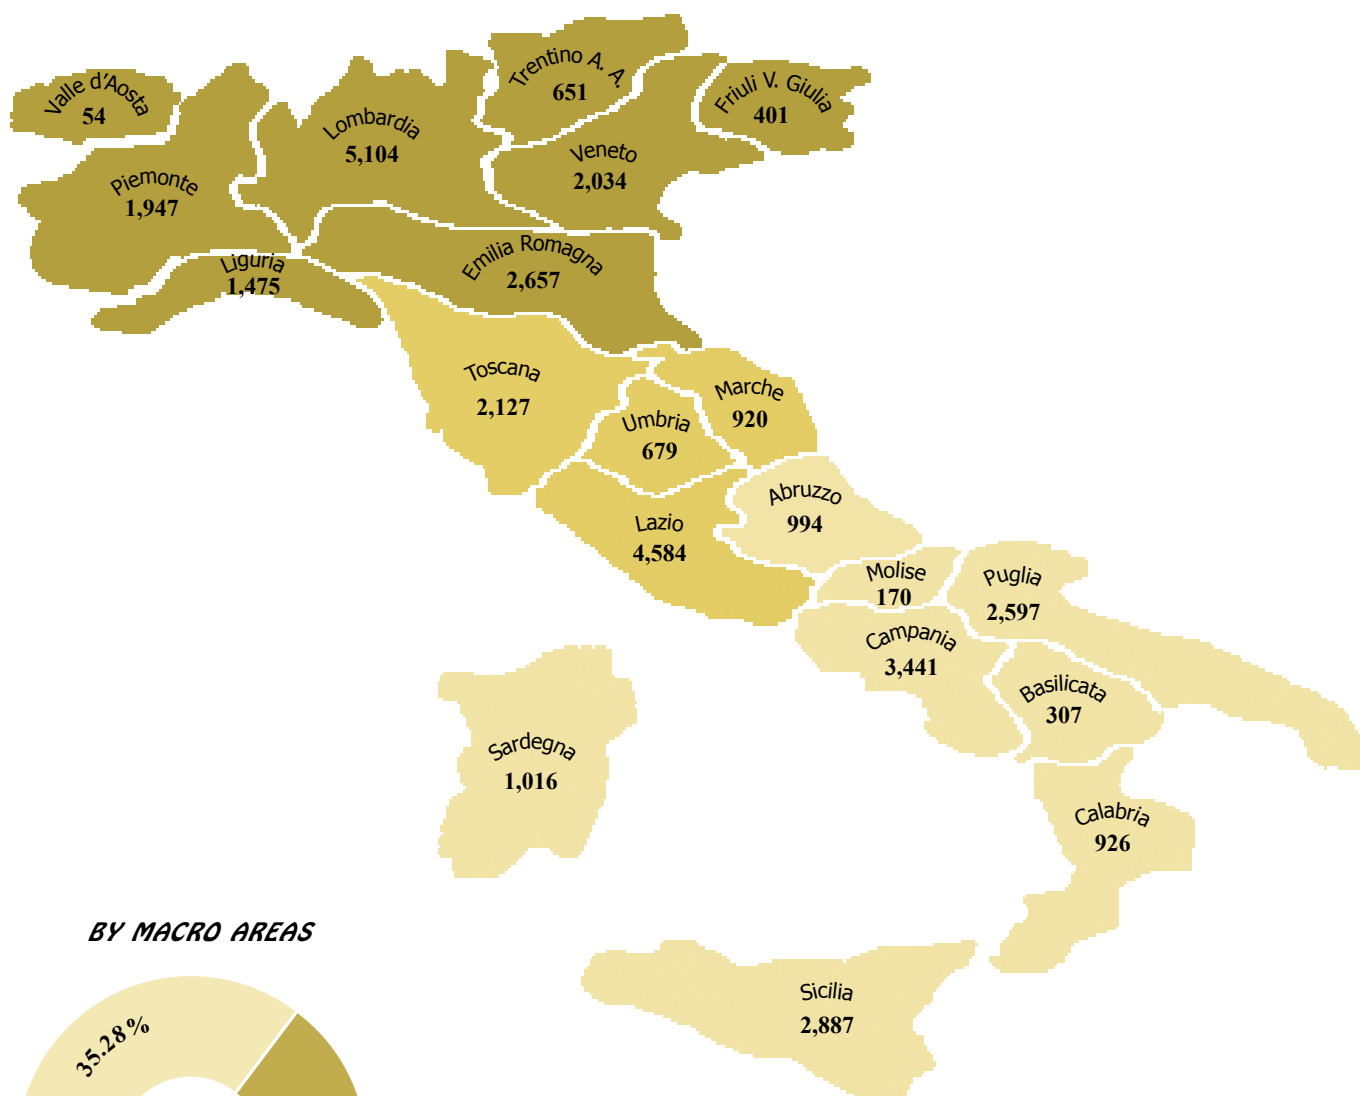 Trentino A. A.
651
Valle d'Aosta
54
Friuli V. Giulia
401
Lombardia
5,104
Veneto
2,034
Piemonte
1,947
Liguria
1,475
Emilia Romagna
2,657
Toscana
2,127
Marche
920
Umbria
679
Abruzzo
994
Lazio
4,584
Molise
170
Puglia
2,597
Campania
3,441
Basilicata
307
Sardegna
1,016
Calabria
926
BY MACRO AREAS
Sicilia
2,887
35.28%